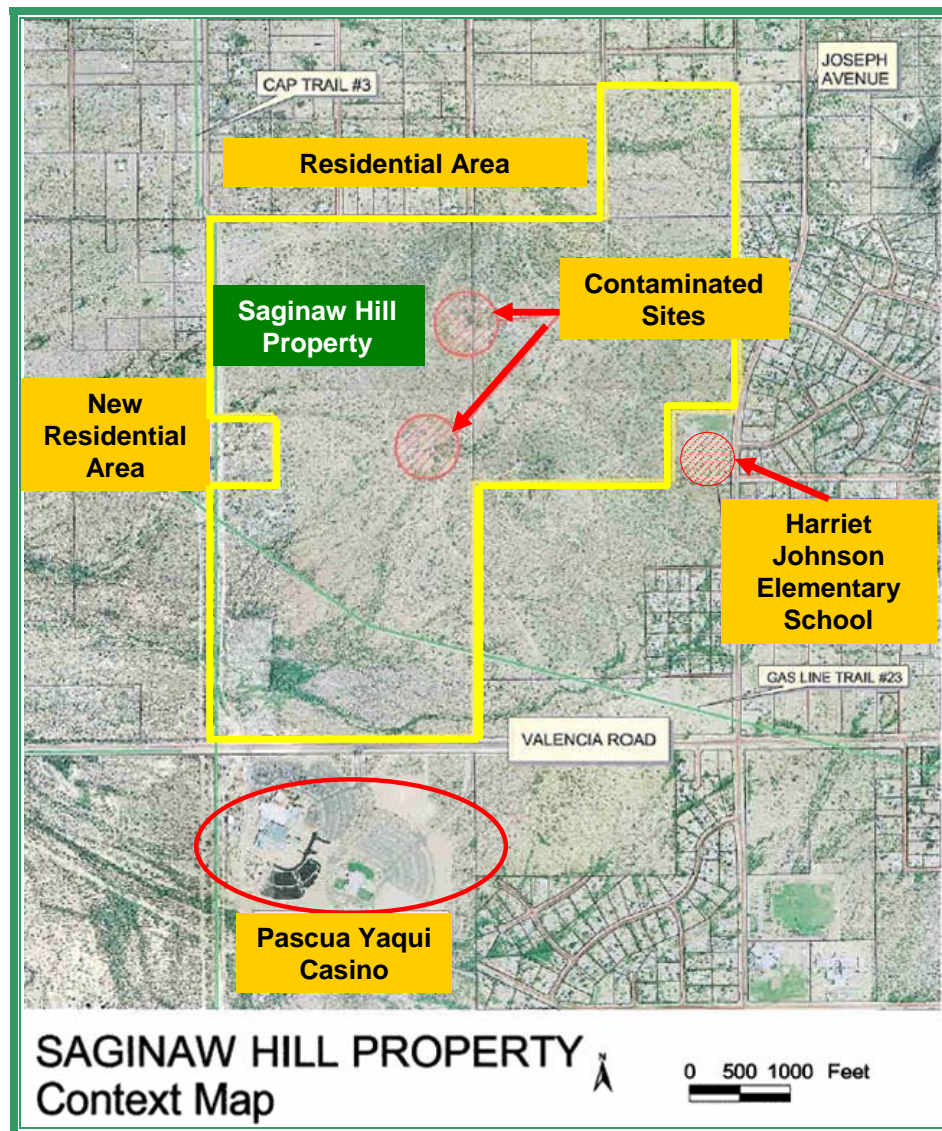 JOSEPH
AVENUE
CAP TRAIL #3
Residential Area
Contaminated
Sites
Saginaw Hill
Property
New
Residential
Area
Harriet
Johnson
Elementary
School
GAS LINE TRAIL #23
VALENCIA ROAD
Pascua Yaqui
Casino
SAGINAW HILL PROPERTY
Context Map
N
0 500 1000 Feet